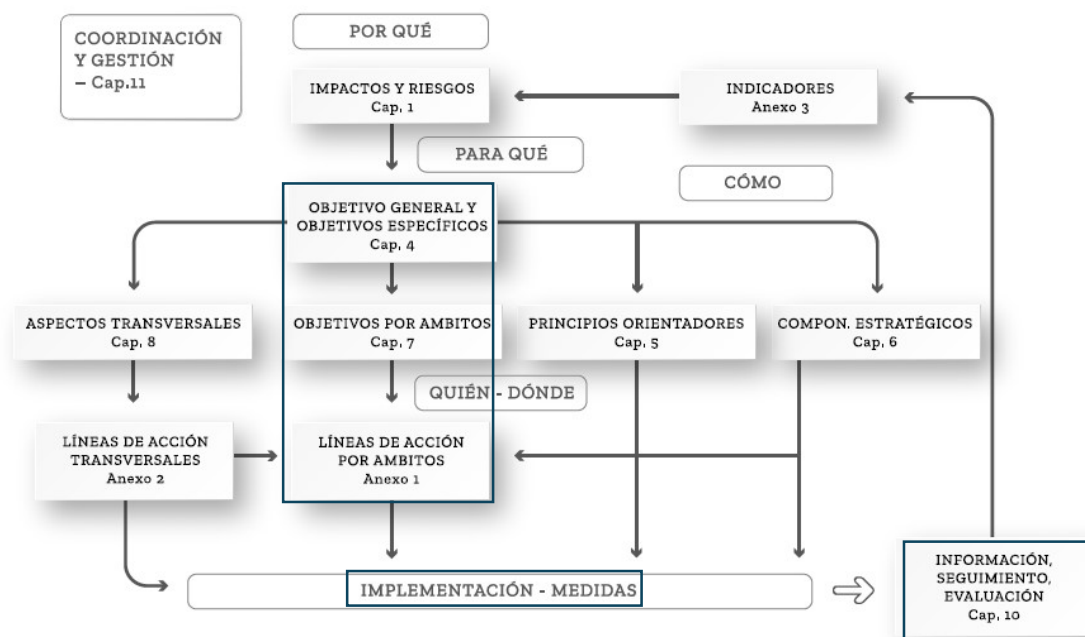 COORDINACIÓN
Y GESTIÓN
– Cap.11
POR QUÉ
IMPACTOS Y RIESGOS
Cap, 1
INDICADORES
Anexo 3
PARA QUÉ
CÓMO
OBJETIVO GENERAL Y
OBJETIVOS ESPECÍFICOS
Cap, 4
ASPECTOS TRANSVERSALES
Cap, 8
OBJETIVOS POR AMBITOS
Cap, 7
PRINCIPIOS ORIENTADORES
Cap, 5
COMPON. ESTRATÉGICOS
Cap, 6
QUIÉN - DÓNDE
LÍNEAS DE ACCIÓN
TRANSVERSALES
Anexo 2
LÍNEAS DE ACCIÓN
POR AMBITOS
Anexo 1
IMPLEMENTACIÓN - MEDIDAS
INFORMACIÓN,
SEGUIMIENTO,
EVALUACIÓN
Cap, 10